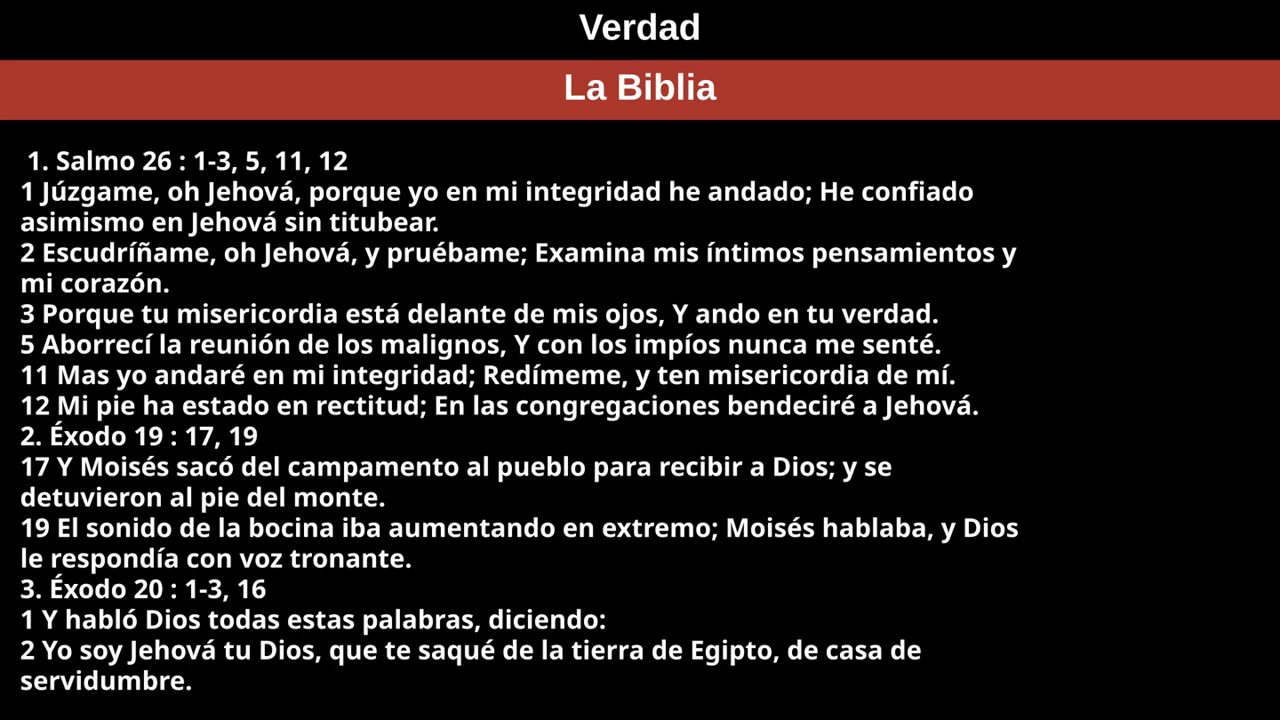 Verdad
La Biblia
1. Salmo 26 : 1-3, 5, 11, 12
1 Júzgame, oh Jehová, porque yo en mi integridad he andado; He confiado
asimismo en Jehová sin titubear.
2 Escudríñame, oh Jehová, y pruébame; Examina mis íntimos pensamientos y
mi corazón.
3 Porque tu misericordia está delante de mis ojos, Y ando en tu verdad.
5 Aborrecí la reunión de los malignos, Y con los impíos nunca me senté.
11 Mas yo andaré en mi integridad; Redímeme, y ten misericordia de mí.
12 Mi pie ha estado en rectitud; En las congregaciones bendeciré a Jehová.
2. Éxodo 19 : 17, 19
17 Y Moisés sacó del campamento al pueblo para recibir a Dios; y se
detuvieron al pie del monte.
19 El sonido de la bocina iba aumentando en extremo; Moisés hablaba, y Dios
le respondía con voz tronante.
3. Éxodo 20 : 1-3, 16
1 Y habló Dios todas estas palabras, diciendo:
2 Yo soy Jehová tu Dios, que te saqué de la tierra de Egipto, de casa de
servidumbre.